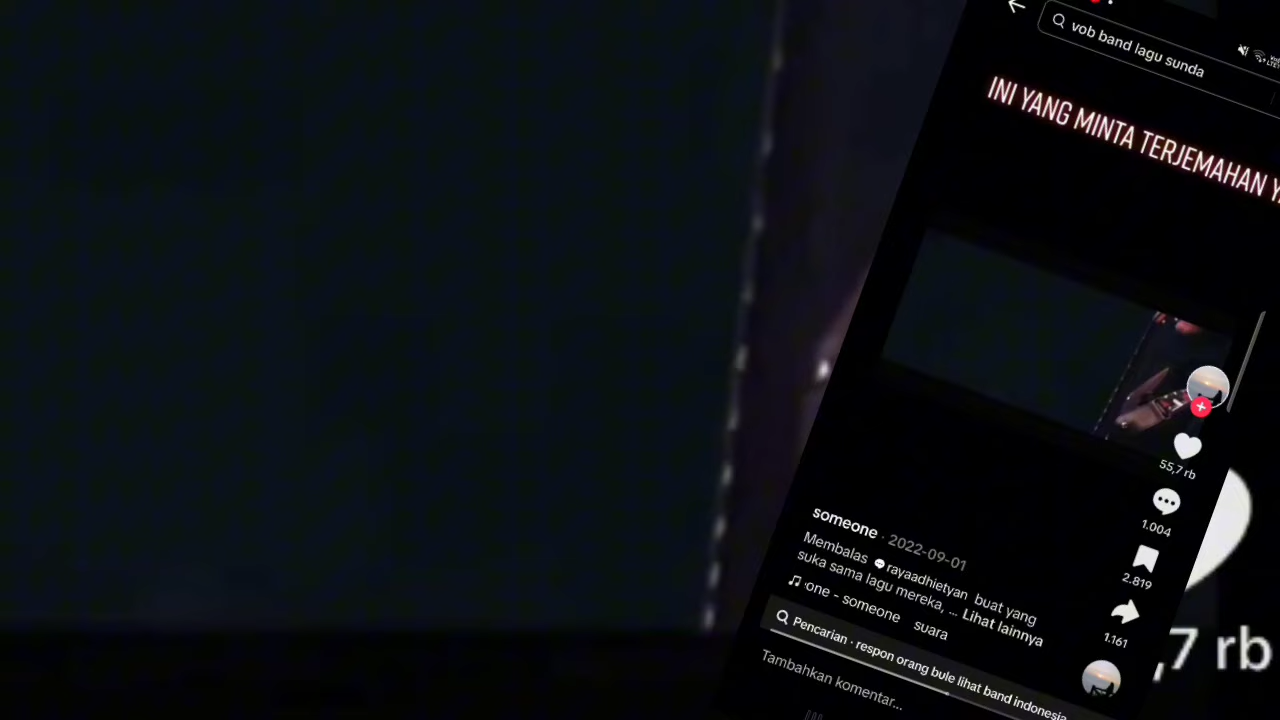 vob band lagu sunda
INI YANG MINTA TERJEMAHAN
55,7 rb
1.004
2.819
1.161
someone · 2022-09-01
Membalas rayaadhietyan buat yang
suka sama lagu mereka, ... Lihat lainnya
one - someone suara
Pencarian · respon orang bule lihat band indonesia
Tambahkan komentar...
,7 rb